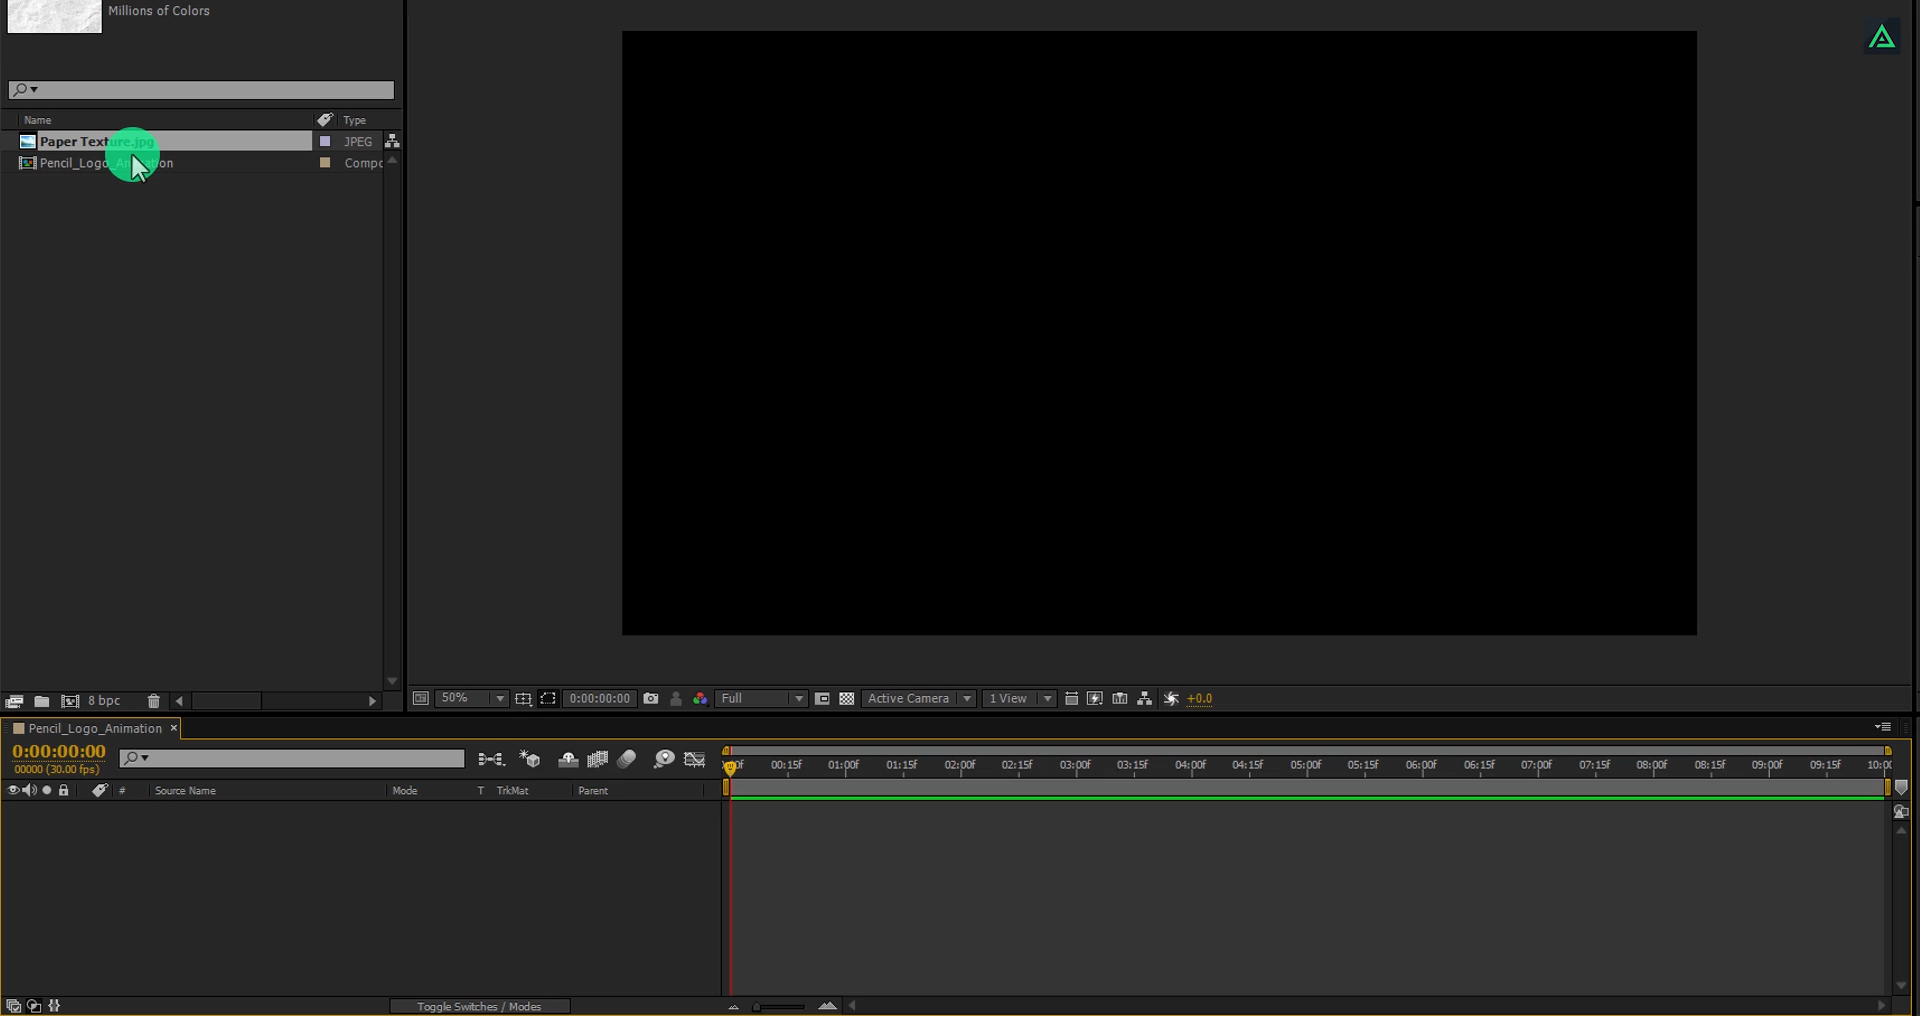 Millions of Colors
Name Type
Paper Texture.jpg JPEG
Pencil_Logo_Animation Compo
8 bpc
50% 0:00:00:00 Full Active Camera 1 View +0.0
Pencil_Logo_Animation ×
0:00:00:00
00000 (30.00 fps)
00:15f 01:00f 01:15f 02:00f 02:15f 03:00f 03:15f 04:00f 04:15f 05:00f 05:15f 06:00f 06:15f 07:00f 07:15f 08:00f 08:15f 09:00f 09:15f 10:00
# Source Name Mode T TrkMat Parent
Toggle Switches / Modes